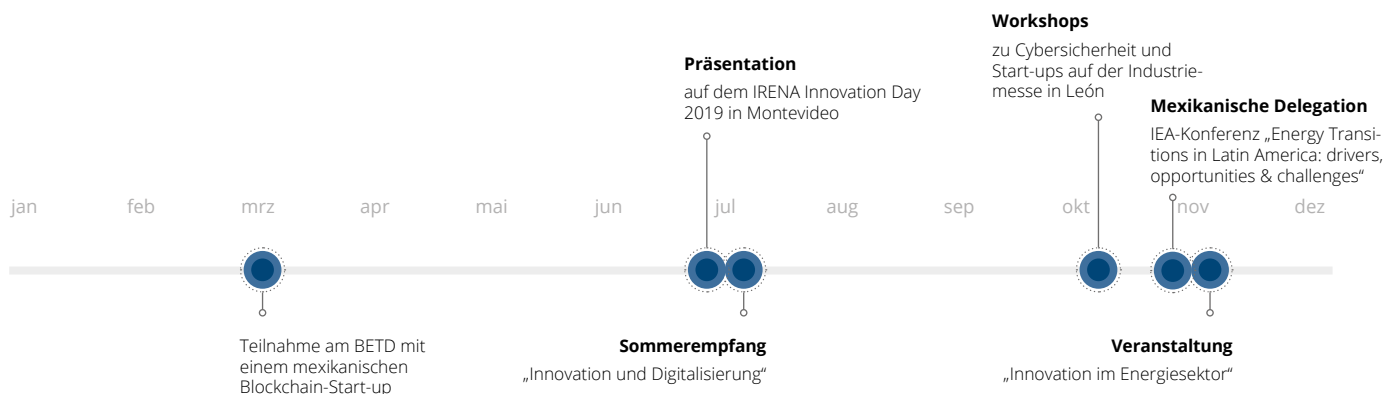 Workshops
zu Cybersicherheit und
Start-ups auf der Industrie-
messe in León
Präsentation
auf dem IRENA Innovation Day
2019 in Montevideo
Mexikanische Delegation
IEA-Konferenz „Energy Transi-
tions in Latin America: drivers,
opportunities & challenges“
jan feb mrz apr mai jun jul aug sep okt nov dez
Teilnahme am BETD mit
einem mexikanischen
Blockchain-Start-up
Sommerempfang
„Innovation und Digitalisierung“
Veranstaltung
„Innovation im Energiesektor“